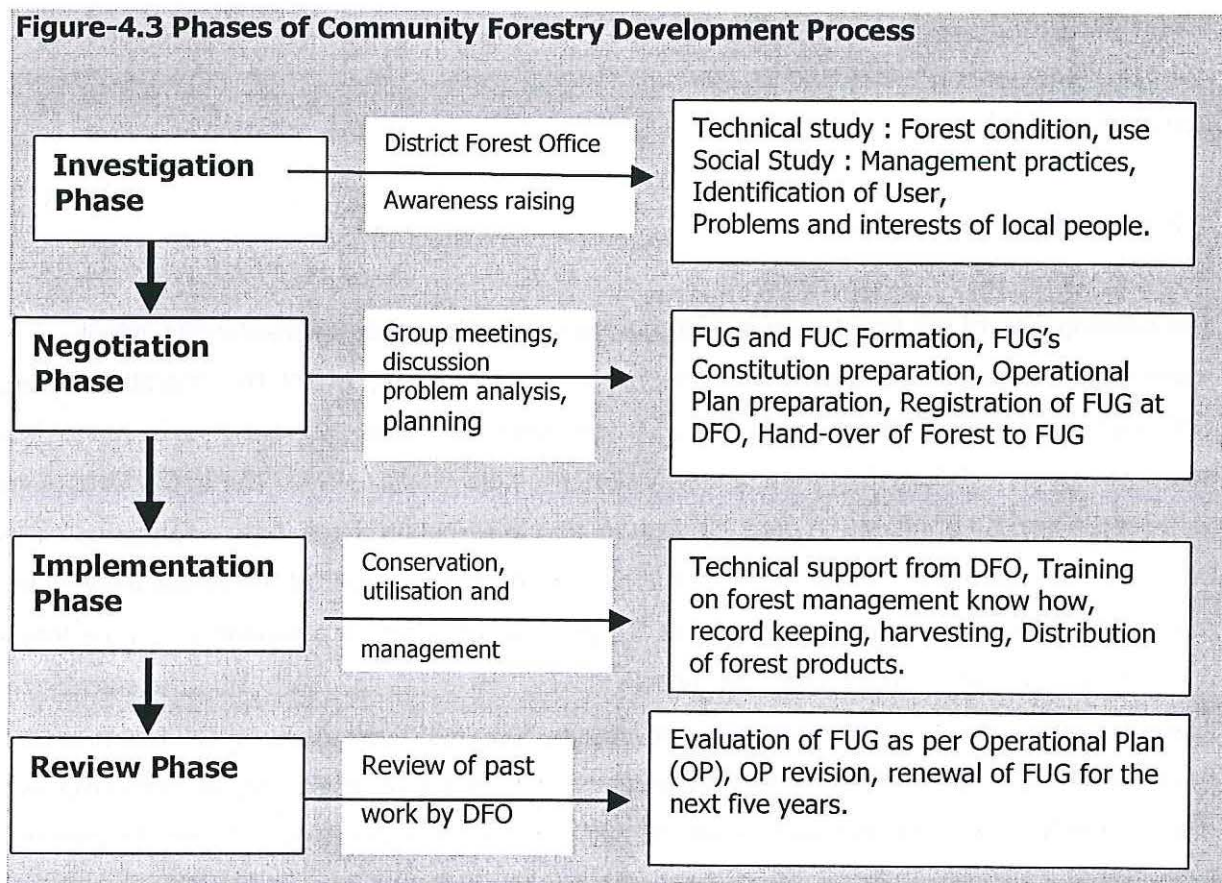 Figure-4.3 Phases of Community Forestry Development Process
Investigation
Phase
District Forest Office
Awareness raising
Technical study : Forest condition, use
Social Study : Management practices,
Identification of User,
Problems and interests of local people.
Negotiation
Phase
Group meetings,
discussion
problem analysis,
planning
FUG and FUC Formation, FUG's
Constitution preparation, Operational
Plan preparation, Registration of FUG at
DFO, Hand-over of Forest to FUG
Implementation
Phase
Conservation,
utilisation and
management
Technical support from DFO, Training
on forest management know how,
record keeping, harvesting, Distribution
of forest products.
Review Phase
Review of past
work by DFO
Evaluation of FUG as per Operational Plan
(OP), OP revision, renewal of FUG for the
next five years.